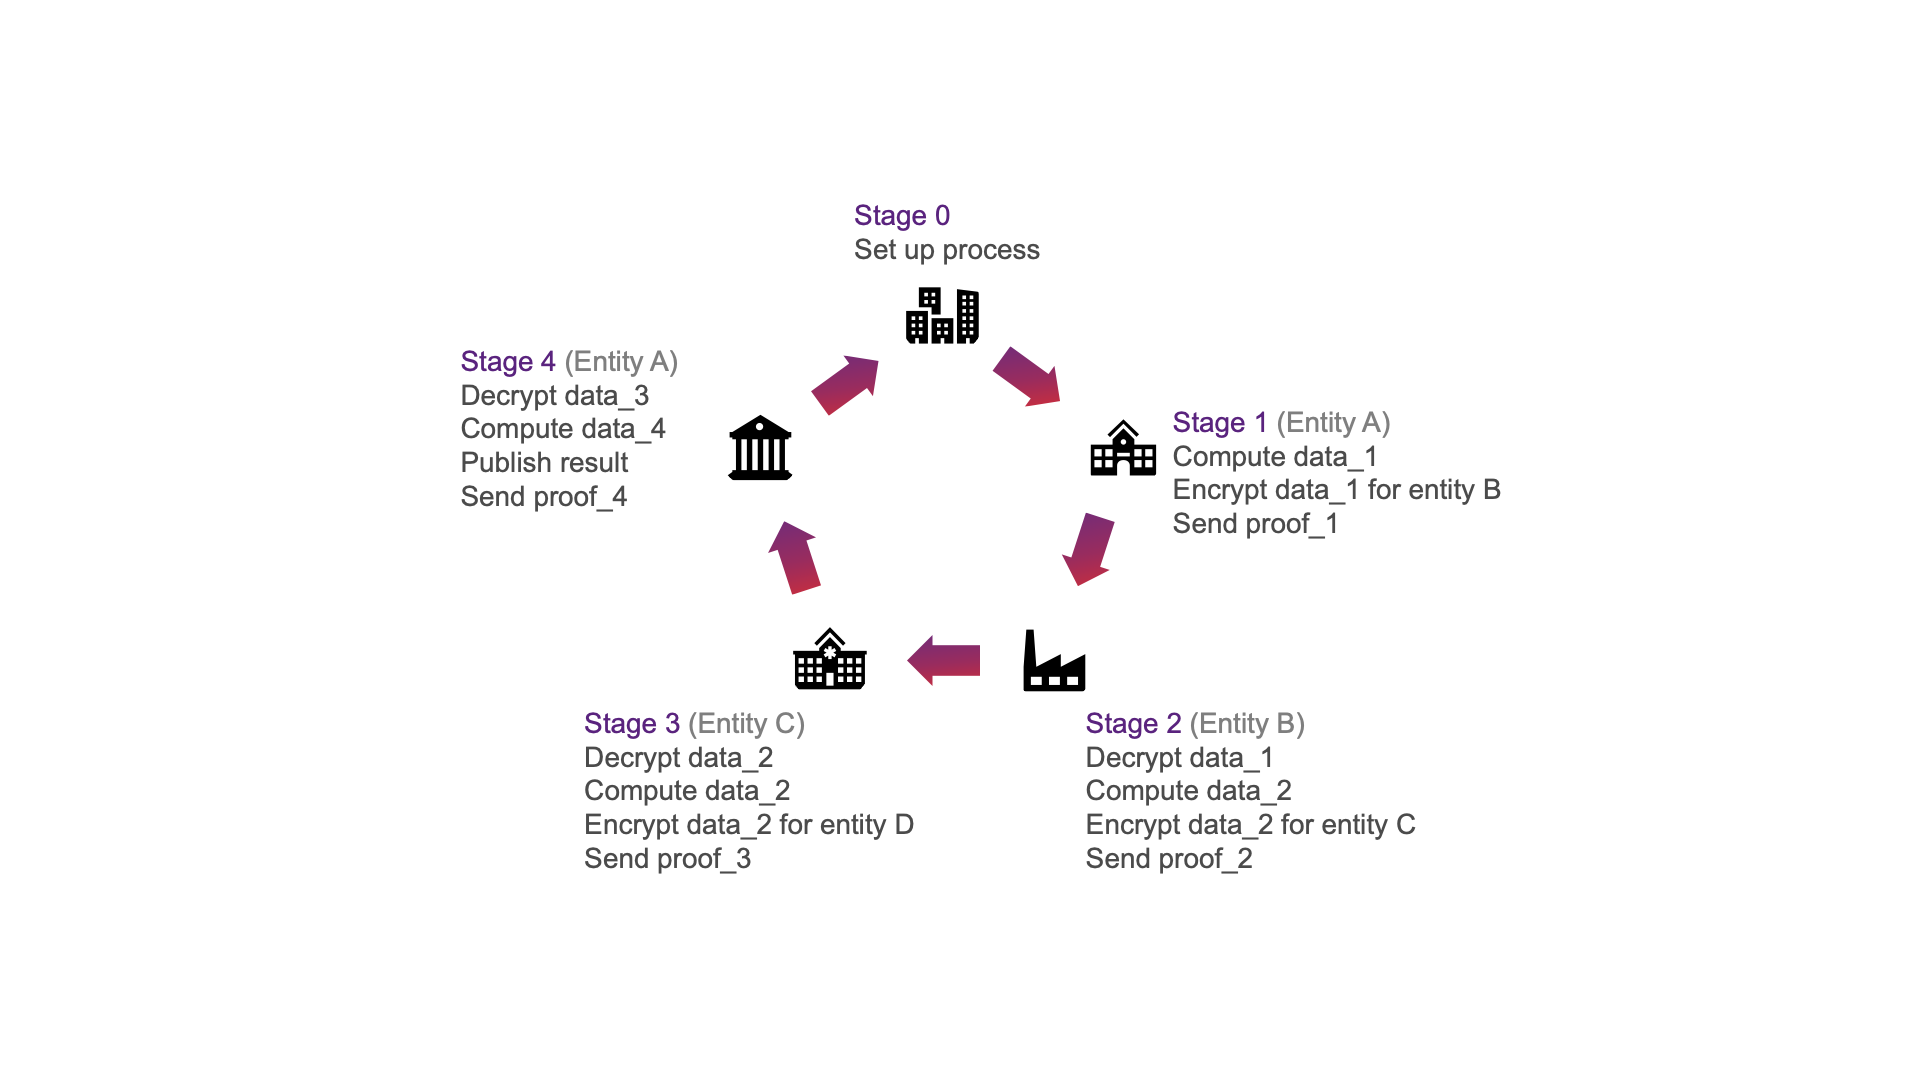 Stage 0
Set up process
Stage 1 (Entity A)
Compute data_1
Encrypt data_1 for entity B
Send proof_1
Stage 2 (Entity B)
Decrypt data_1
Compute data_2
Encrypt data_2 for entity C
Send proof_2
Stage 3 (Entity C)
Decrypt data_2
Compute data_2
Encrypt data_2 for entity D
Send proof_3
Stage 4 (Entity A)
Decrypt data_3
Compute data_4
Publish result
Send proof_4